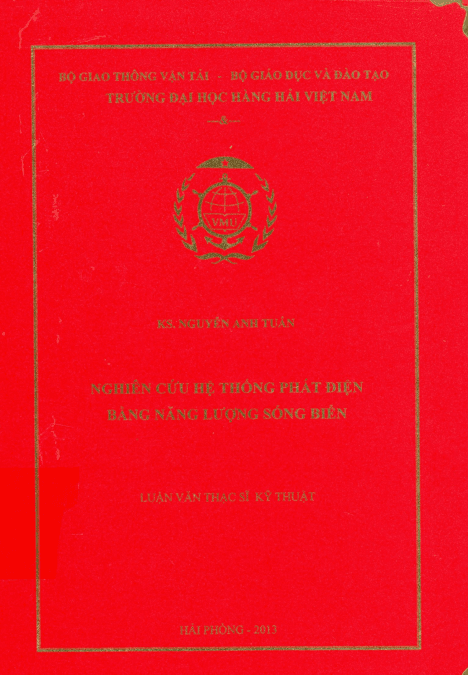 BỘ GIAO THÔNG VẬN TẢI - BỘ GIÁO DỤC VÀ ĐÀO TẠO
TRƯỜNG ĐẠI HỌC HÀNG HẢI VIỆT NAM
VMU
KS. NGUYỄN ANH TUẤN
NGHIÊN CỨU HỆ THỐNG PHÁT ĐIỆN
BẰNG NĂNG LƯỢNG SÓNG BIỂN
LUẬN VĂN THẠC SĨ KỸ THUẬT
HẢI PHÒNG - 2013